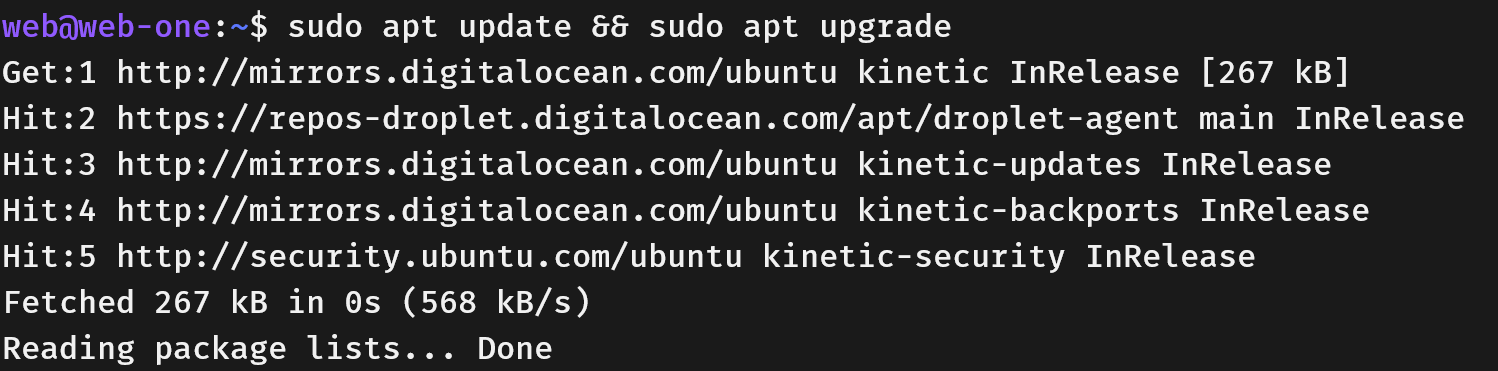 web@web-one:~$ sudo apt update && sudo apt upgrade
Get:1 http://mirrors.digitalocean.com/ubuntu kinetic InRelease [267 kB]
Hit:2 https://repos-droplet.digitalocean.com/apt/droplet-agent main InRelease
Hit:3 http://mirrors.digitalocean.com/ubuntu kinetic-updates InRelease
Hit:4 http://mirrors.digitalocean.com/ubuntu kinetic-backports InRelease
Hit:5 http://security.ubuntu.com/ubuntu kinetic-security InRelease
Fetched 267 kB in 0s (568 kB/s)
Reading package lists... Done